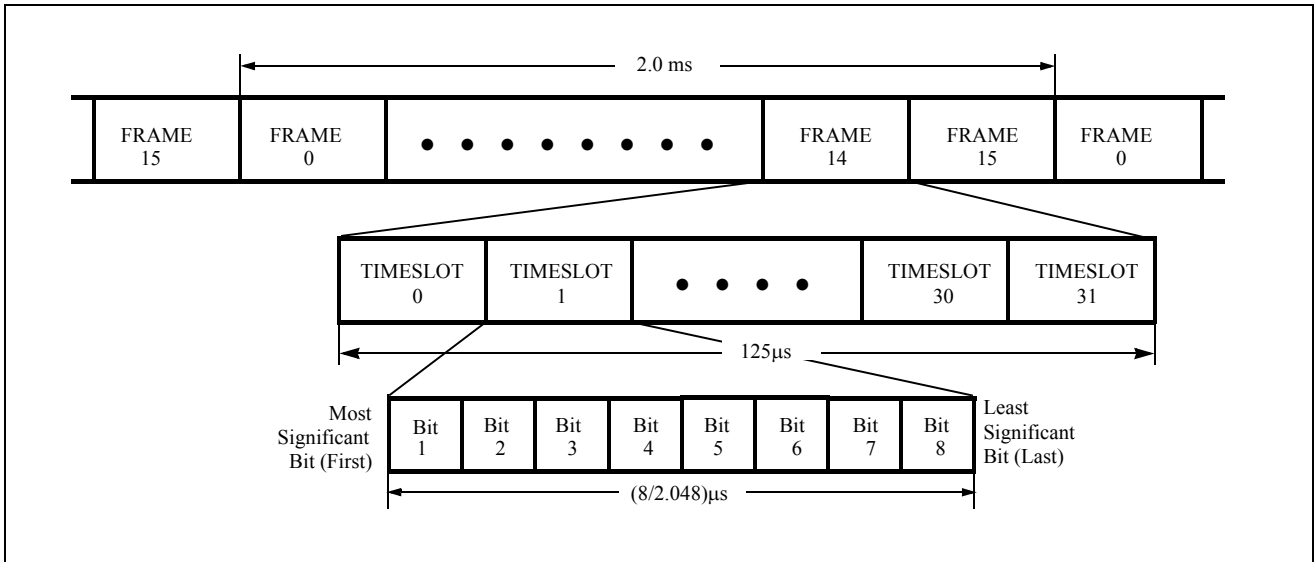 2.0 ms
FRAME 15
FRAME 0
FRAME 14
FRAME 15
FRAME 0
TIMESLOT 0
TIMESLOT 1
TIMESLOT 30
TIMESLOT 31
125µs
Most
Significant
Bit (First)
Bit 1
Bit 2
Bit 3
Bit 4
Bit 5
Bit 6
Bit 7
Bit 8
Least
Significant
Bit (Last)
(8/2.048)µs